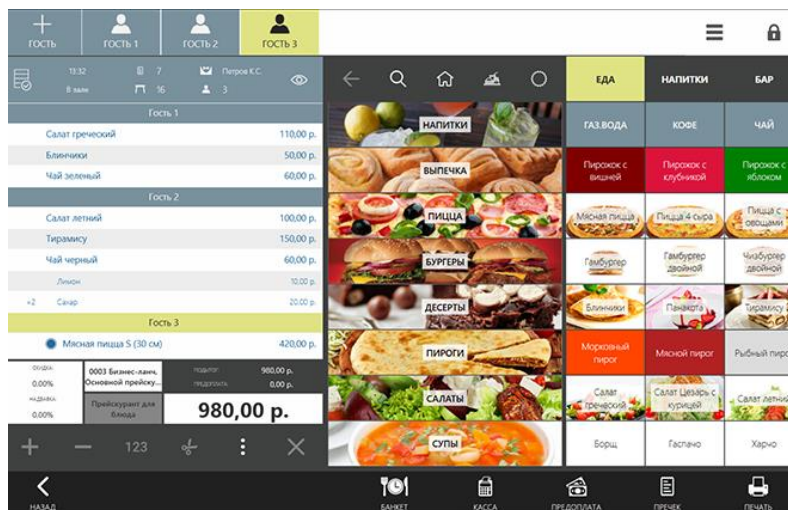 ГОСТЬ
ГОСТЬ 1
ГОСТЬ 2
ГОСТЬ 3
13:32
7
Петров К.С.
В зале
16
3
Гость 1
Салат греческий 110,00 р.
Блинчики 50,00 р.
Чай зеленый 60,00 р.
Гость 2
Салат летний 100,00 р.
Тирамису 150,00 р.
Чай черный 60,00 р.
Лимон 10.00 р.
+2 Сахар 20.00 р.
Гость 3
Мясная пицца S (30 см) 420,00 р.
СКИДКА
0.00%
НАДБАВКА
0.00%
0003 Бизнес-ланч.
Основной прейску...
Прейскурант для
блюда
ПОДЫТОГ 980,00 р.
ПРЕДОПЛАТА 0,00 р.
980,00 р.
123
НАПИТКИ
ВЫПЕЧКА
ПИЦЦА
БУРГЕРЫ
ДЕСЕРТЫ
ПИРОГИ
САЛАТЫ
СУПЫ
ЕДА НАПИТКИ БАР
ГАЗ.ВОДА КОФЕ ЧАЙ
Пирожок с
вишней
Пирожок с
клубникой
Пирожок с
яблоком
Мясная пицца
Пицца 4 сыра
Пицца с
овощами
Гамбургер
Гамбургер
двойной
Чизбургер
двойной
Блинчики
Панакота
Тирамису
Морковный
пирог
Мясной пирог
Рыбный пиро
Салат
греческий
Салат Цезарь с
курицей
Салат летний
Борщ
Гаспачо
Харчо
НАЗАД
БАНКЕТ
КАССА
ПРЕДОПЛАТА
ПРЕЧЕК
ПЕЧАТЬ